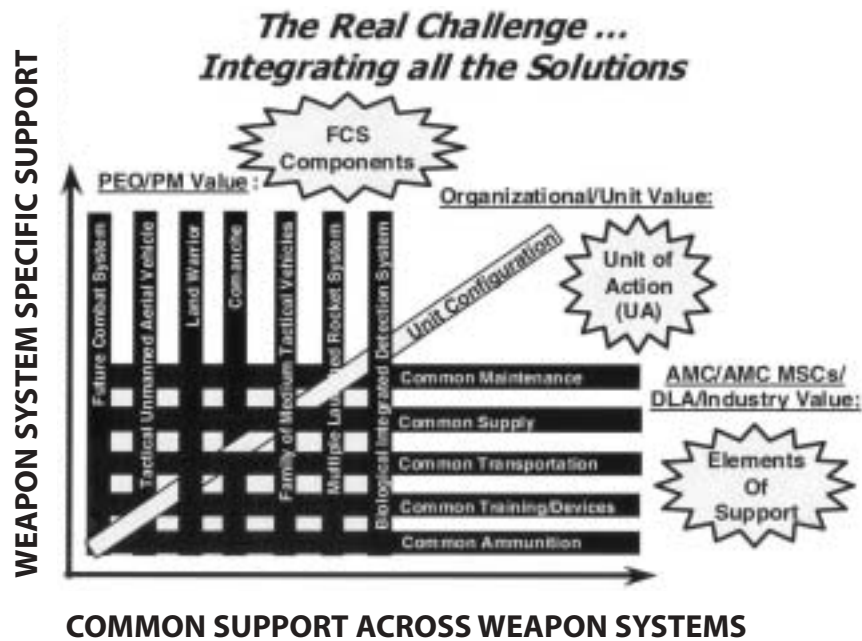 The Real Challenge ...
Integrating all the Solutions
WEAPON SYSTEM SPECIFIC SUPPORT
FCS
Components
PEO/PM Value :
Organizational/Unit Value:
Unit of
Action
(UA)
Future Combat System
Tactical Unmanned Aerial Vehicle
Land Warrior
Comanche
Family of Medium Tactical Vehicles
Multiple Launched Rocket System
Biological Integrated Detection System
Unit Configuration
Common Maintenance
Common Supply
Common Transportation
Common Training/Devices
Common Ammunition
AMC/AMC MSCs/
DLA/Industry Value:
Elements
Of
Support
COMMON SUPPORT ACROSS WEAPON SYSTEMS